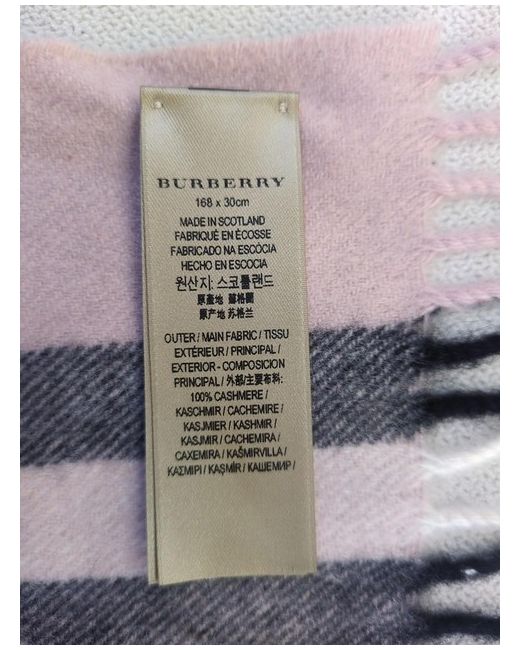 BURBERRY
168 x 30cm
MADE IN SCOTLAND
FABRIQUÉ EN ÉCOSSE
FABRICADO NA ESCÓCIA
HECHO EN ESCOCIA
원산지: 스코틀랜드
原產地 蘇格蘭
原产地 苏格兰
OUTER / MAIN FABRIC / TISSU
EXTÉRIEUR / PRINCIPAL /
EXTERIOR - COMPOSICION
PRINCIPAL / 外部/主要布料:
100% CASHMERE /
KASCHMIR / CACHEMIRE /
KASJMIER / KASHMIR /
KASJMIR / CACHEMIRA /
CAXEMIRA / KAŠMIRVILLA /
ΚΑΣΜΙΡΙ / KAŞMİR / КАШЕМИР /